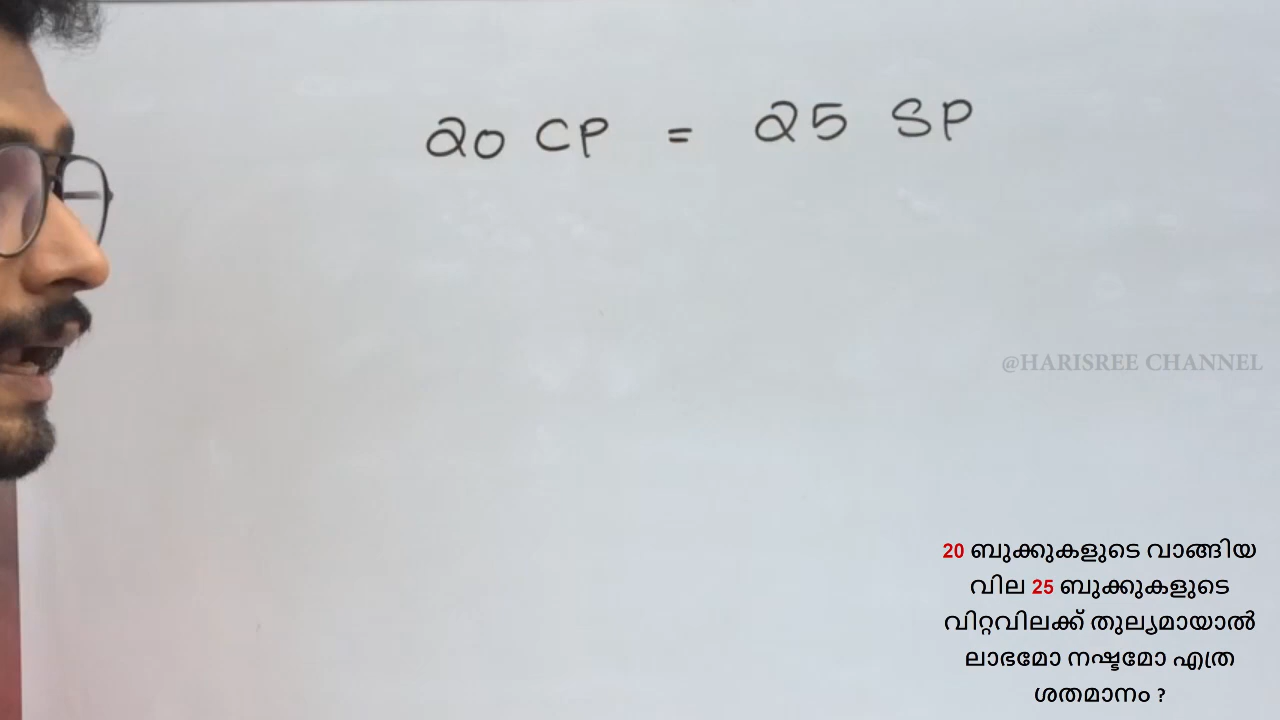 20 CP = 25 SP
@HARISREE CHANNEL
20 ബുക്കുകളുടെ വാങ്ങിയ
വില 25 ബുക്കുകളുടെ
വിറ്റവിലക്ക് തുല്യമായാൽ
ലാഭമോ നഷ്ടമോ എത്ര
ശതമാനം ?